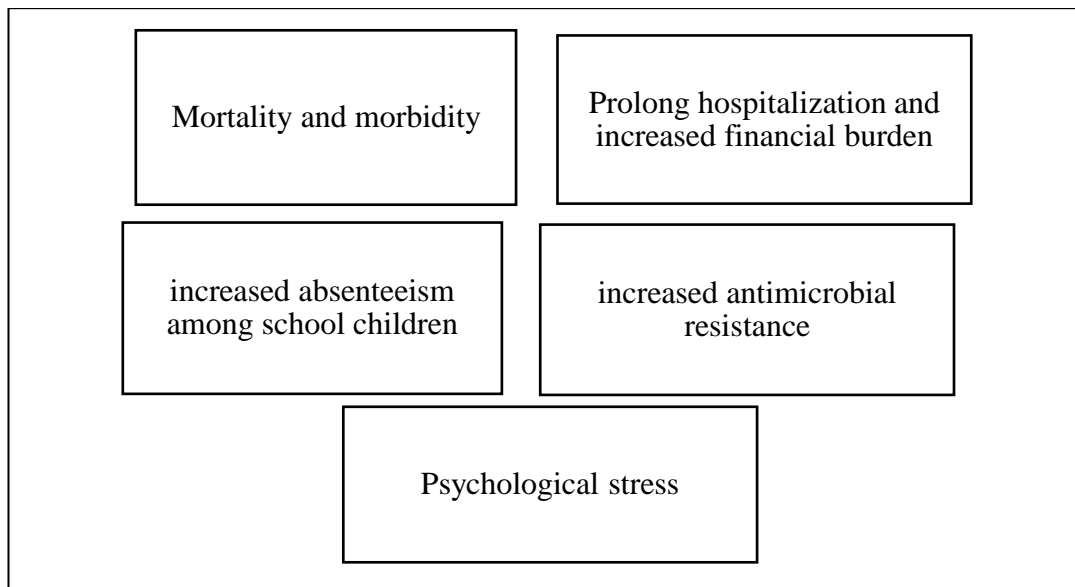 Mortality and morbidity
Prolong hospitalization and
increased financial burden
increased absenteeism
among school children
increased antimicrobial
resistance
Psychological stress